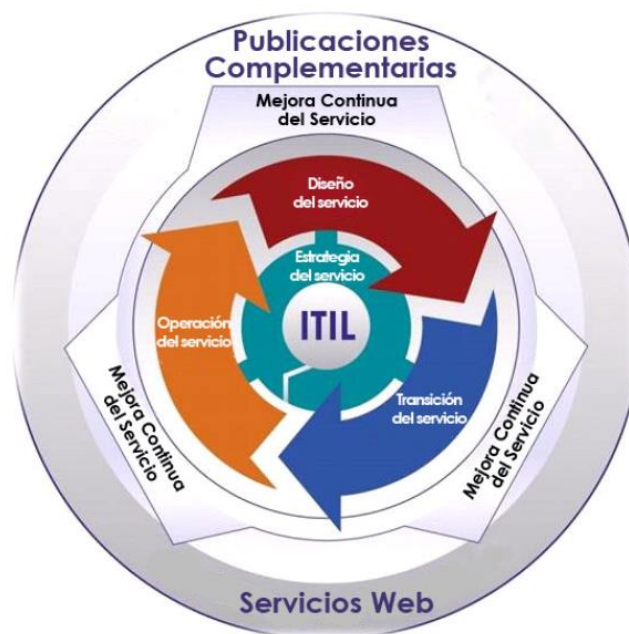 Publicaciones
Complementarias
Mejora Continua
del Servicio
Diseño
del servicio
Estrategia
del servicio
ITIL
Operación
del servicio
Transición
del servicio
Mejora Continua
del Servicio
Mejora Continua
del Servicio
Servicios Web